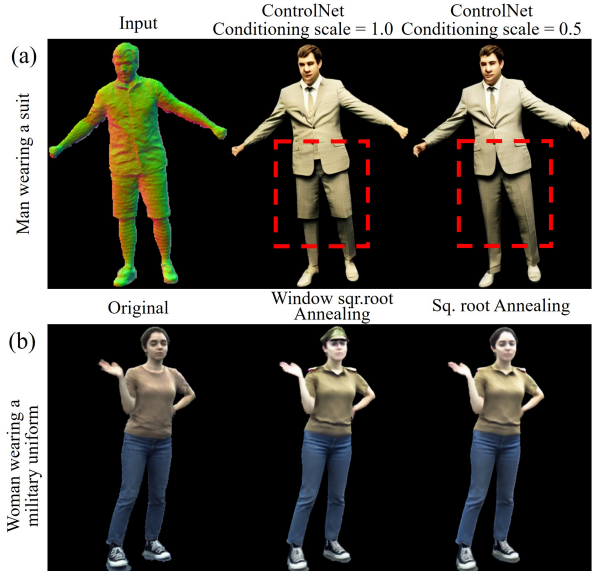 Input
ControlNet
Conditioning scale = 1.0
ControlNet
Conditioning scale = 0.5
(a)
Man wearing a suit
Original
Window sqr.root
Annealing
Sq. root Annealing
(b)
Woman wearing a
military uniform